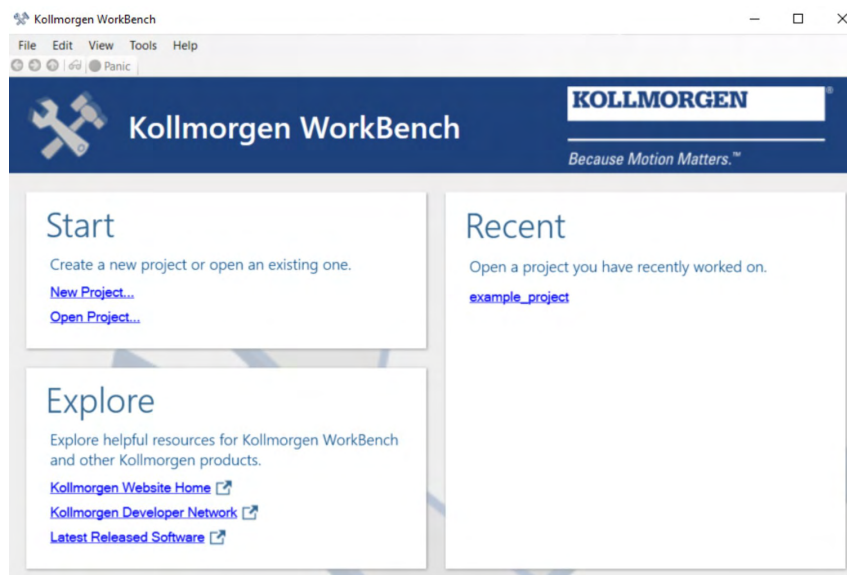 Kollmorgen WorkBench
File Edit View Tools Help
Panic
Kollmorgen WorkBench
KOLLMORGEN®
Because Motion Matters.™
Start
Create a new project or open an existing one.
New Project...
Open Project...
Explore
Explore helpful resources for Kollmorgen WorkBench
and other Kollmorgen products.
Kollmorgen Website Home
Kollmorgen Developer Network
Latest Released Software
Recent
Open a project you have recently worked on.
example_project